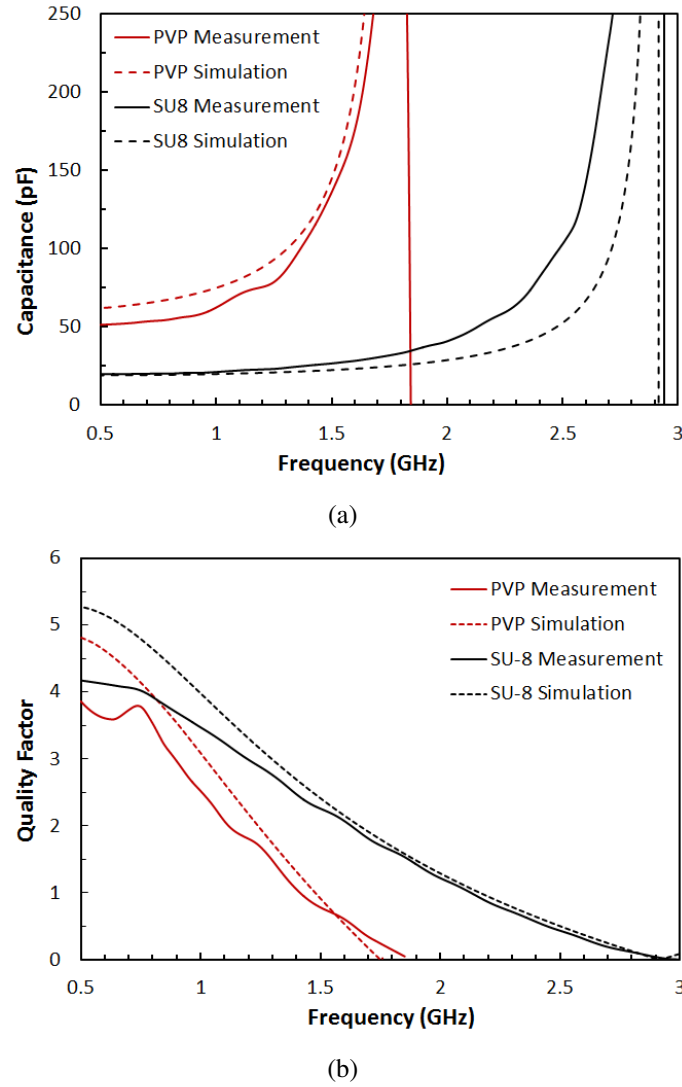 250
200
150
100
50
0
Capacitance (pF)
PVP Measurement
PVP Simulation
SU8 Measurement
SU8 Simulation
0.5 1 1.5 2 2.5 3
Frequency (GHz)
(a)
6
5
4
3
2
1
0
Quality Factor
PVP Measurement
PVP Simulation
SU-8 Measurement
SU-8 Simulation
0.5 1 1.5 2 2.5 3
Frequency (GHz)
(b)